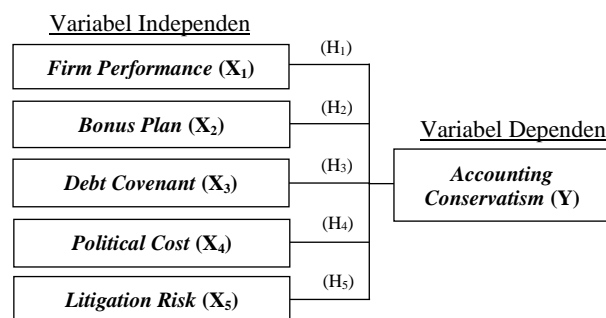 Variabel Independen
Firm Performance (X₁)
(H₁)
Bonus Plan (X₂)
(H₂)
Variabel Dependen
Debt Covenant (X₃)
(H₃)
Accounting
Conservatism (Y)
Political Cost (X₄)
(H₄)
Litigation Risk (X₅)
(H₅)